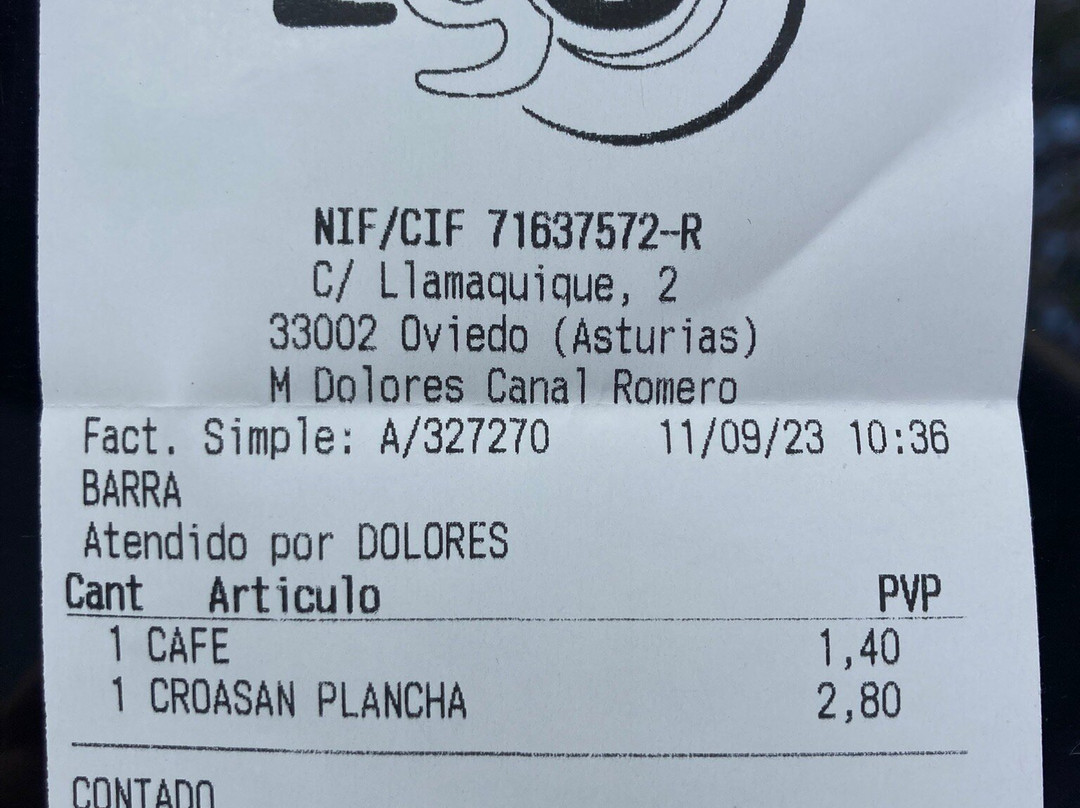 NIF/CIF 71637572-R
C/ Llamaquique, 2
33002 Oviedo (Asturias)
M Dolores Canal Romero
Fact. Simple: A/327270 11/09/23 10:36
BARRA
Atendido por DOLORES
Cant Articulo PVP
1 CAFE 1,40
1 CROASAN PLANCHA 2,80
CONTADO